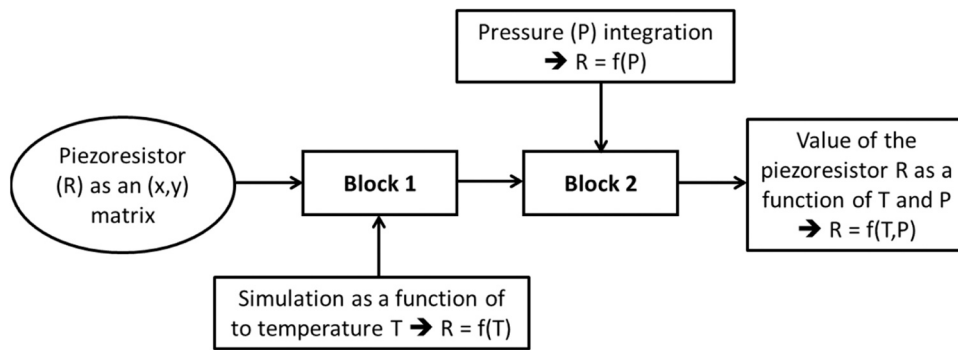 Pressure (P) integration
➔ R = f(P)
Piezoresistor
(R) as an (x,y)
matrix
Block 1
Block 2
Value of the
piezoresistor R as a
function of T and P
➔ R = f(T,P)
Simulation as a function of
to temperature T ➔ R = f(T)